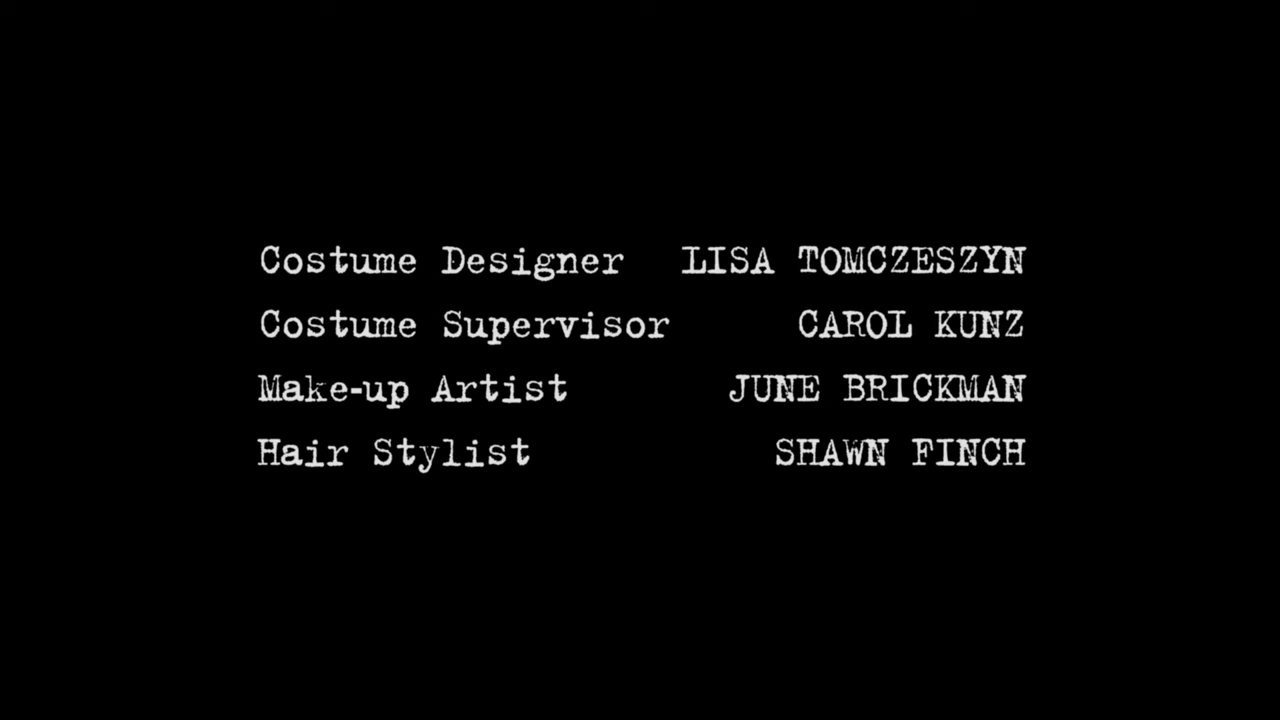 Costume Designer LISA TOMCZESZYN
Costume Supervisor CAROL KUNZ
Make-up Artist JUNE BRICKMAN
Hair Stylist SHAWN FINCH